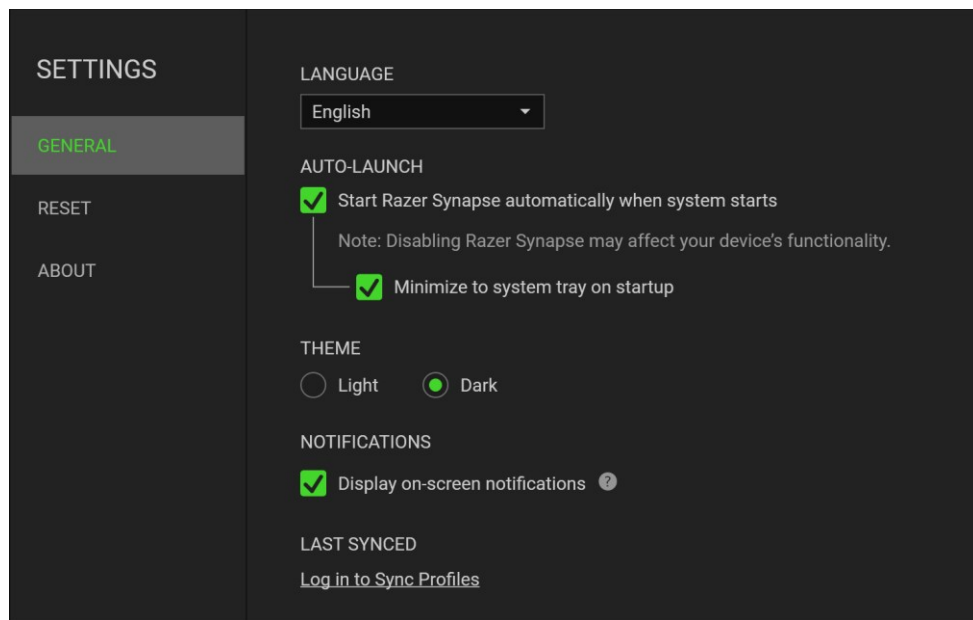 SETTINGS
GENERAL
RESET
ABOUT
LANGUAGE
English
AUTO-LAUNCH
Start Razer Synapse automatically when system starts
Note: Disabling Razer Synapse may affect your device’s functionality.
Minimize to system tray on startup
THEME
Light Dark
NOTIFICATIONS
Display on-screen notifications ?
LAST SYNCED
Log in to Sync Profiles